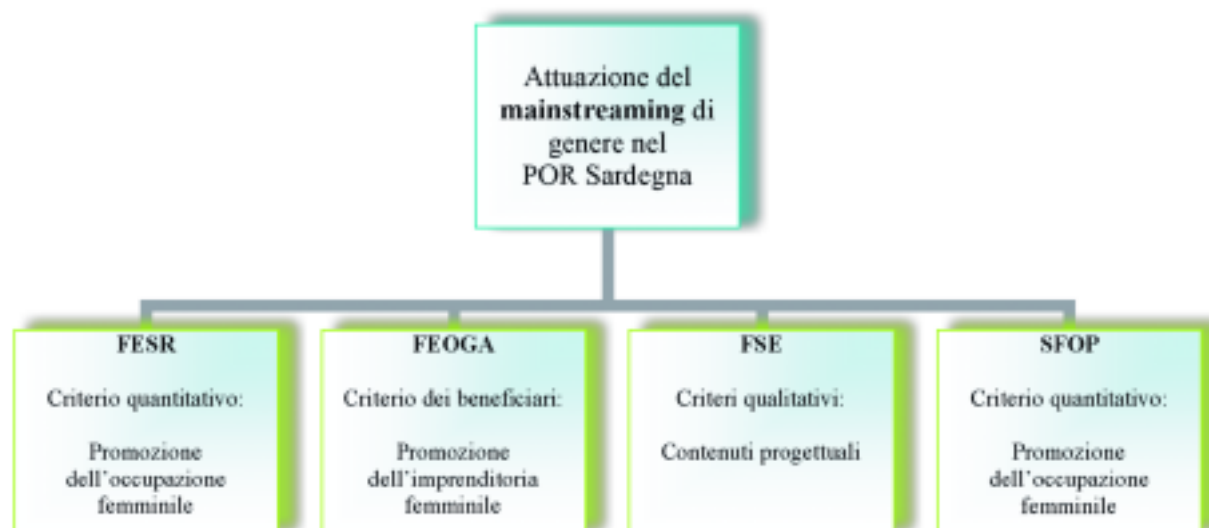 Attuazione del
mainstreaming di
genere nel
POR Sardegna
FESR
Criterio quantitativo:
Promozione
dell'occupazione
femminile
FEOGA
Criterio dei beneficiari:
Promozione
dell'imprenditoria
femminile
FSE
Criteri qualitativi:
Contenuti progettuali
SFOP
Criterio quantitativo:
Promozione
dell'occupazione
femminile